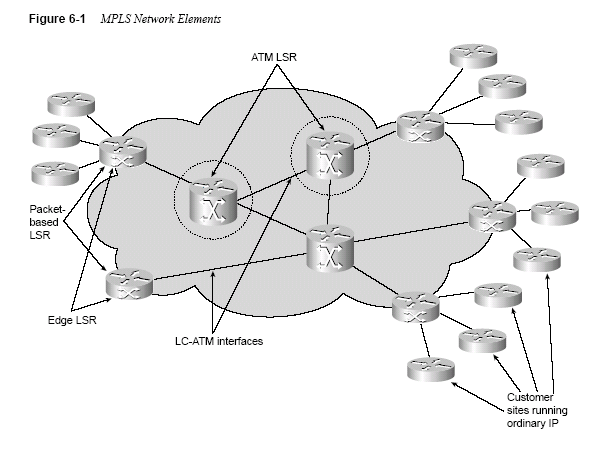 Figure 6-1 MPLS Network Elements
ATM LSR
Packet-
based
LSR
Edge LSR
LC-ATM interfaces
Customer
sites running
ordinary IP